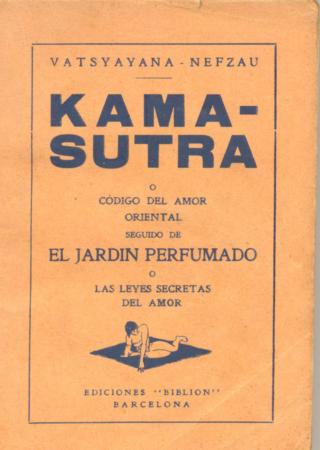 VATSYAYANA - NEFZAU
KAMA-
SUTRA
O
CÓDIGO DEL AMOR
ORIENTAL
SEGUIDO DE
EL JARDIN PERFUMADO
O
LAS LEYES SECRETAS
DEL AMOR
EDICIONES "BIBLION"
BARCELONA